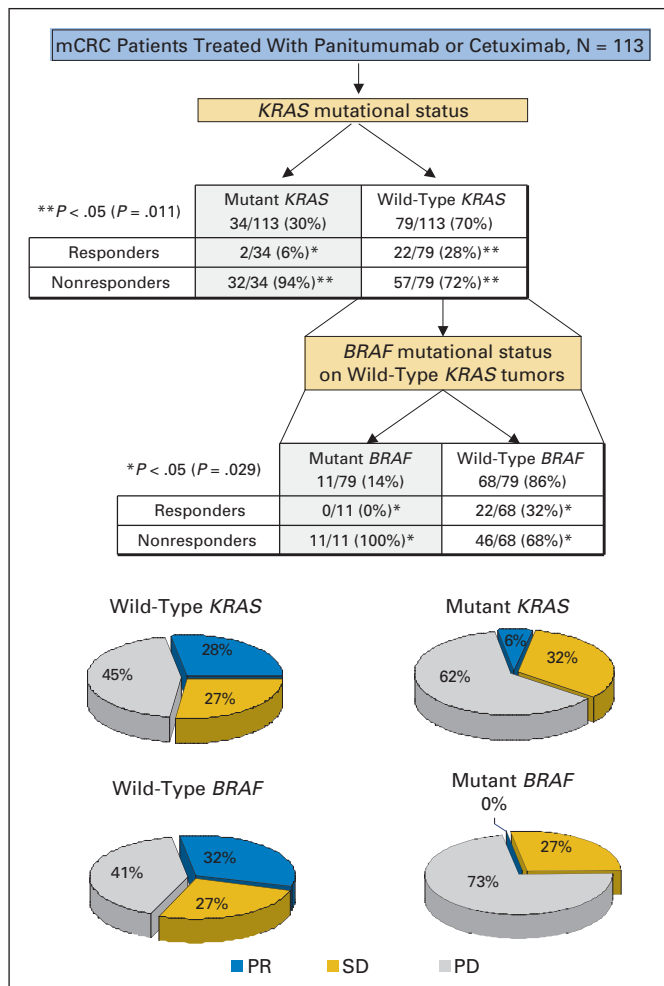 mCRC Patients Treated With Panitumumab or Cetuximab, N = 113
KRAS mutational status
**P < .05 (P = .011)
Mutant KRAS
34/113 (30%)
Wild-Type KRAS
79/113 (70%)
Responders
2/34 (6%)*
22/79 (28%)**
Nonresponders
32/34 (94%)**
57/79 (72%)**
BRAF mutational status
on Wild-Type KRAS tumors
*P < .05 (P = .029)
Mutant BRAF
11/79 (14%)
Wild-Type BRAF
68/79 (86%)
Responders
0/11 (0%)*
22/68 (32%)*
Nonresponders
11/11 (100%)*
46/68 (68%)*
Wild-Type KRAS
28%
45%
27%
Mutant KRAS
6%
32%
62%
Wild-Type BRAF
32%
41%
27%
Mutant BRAF
0%
27%
73%
PR
SD
PD